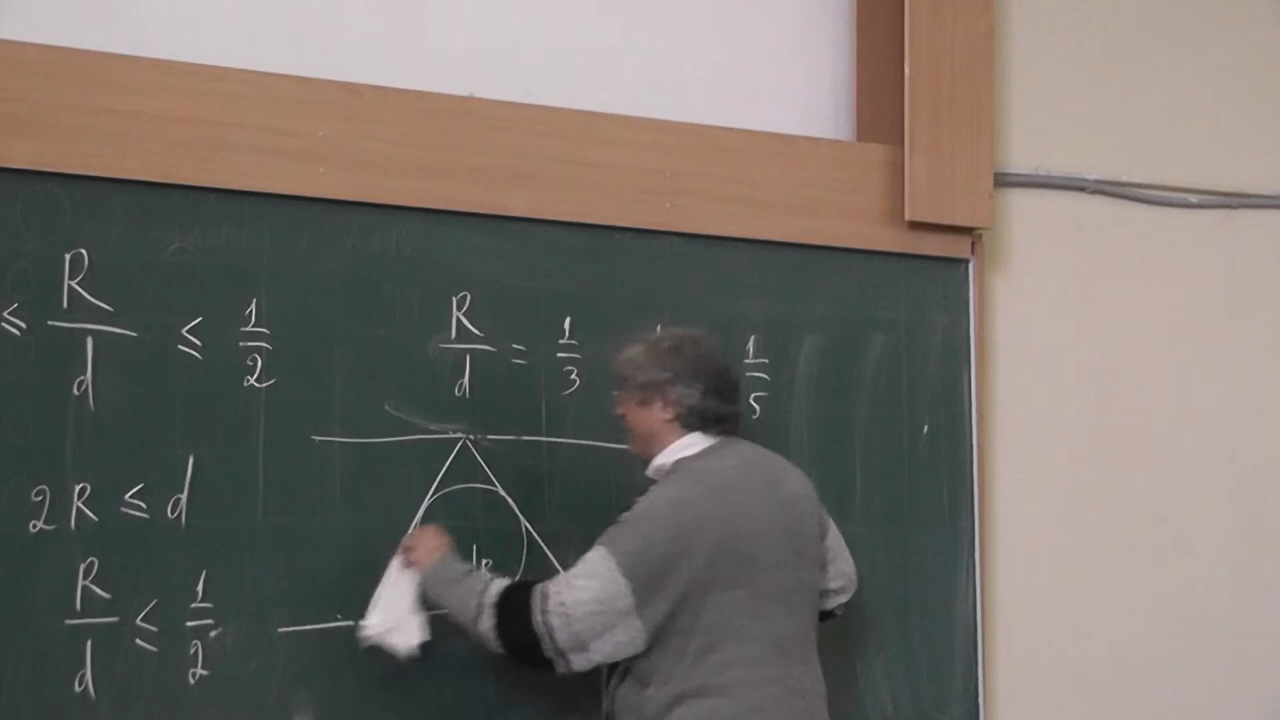 ≤ R/d ≤ 1/2
R/d = 1/3 1/5
2R ≤ d
R/d ≤ 1/2
R